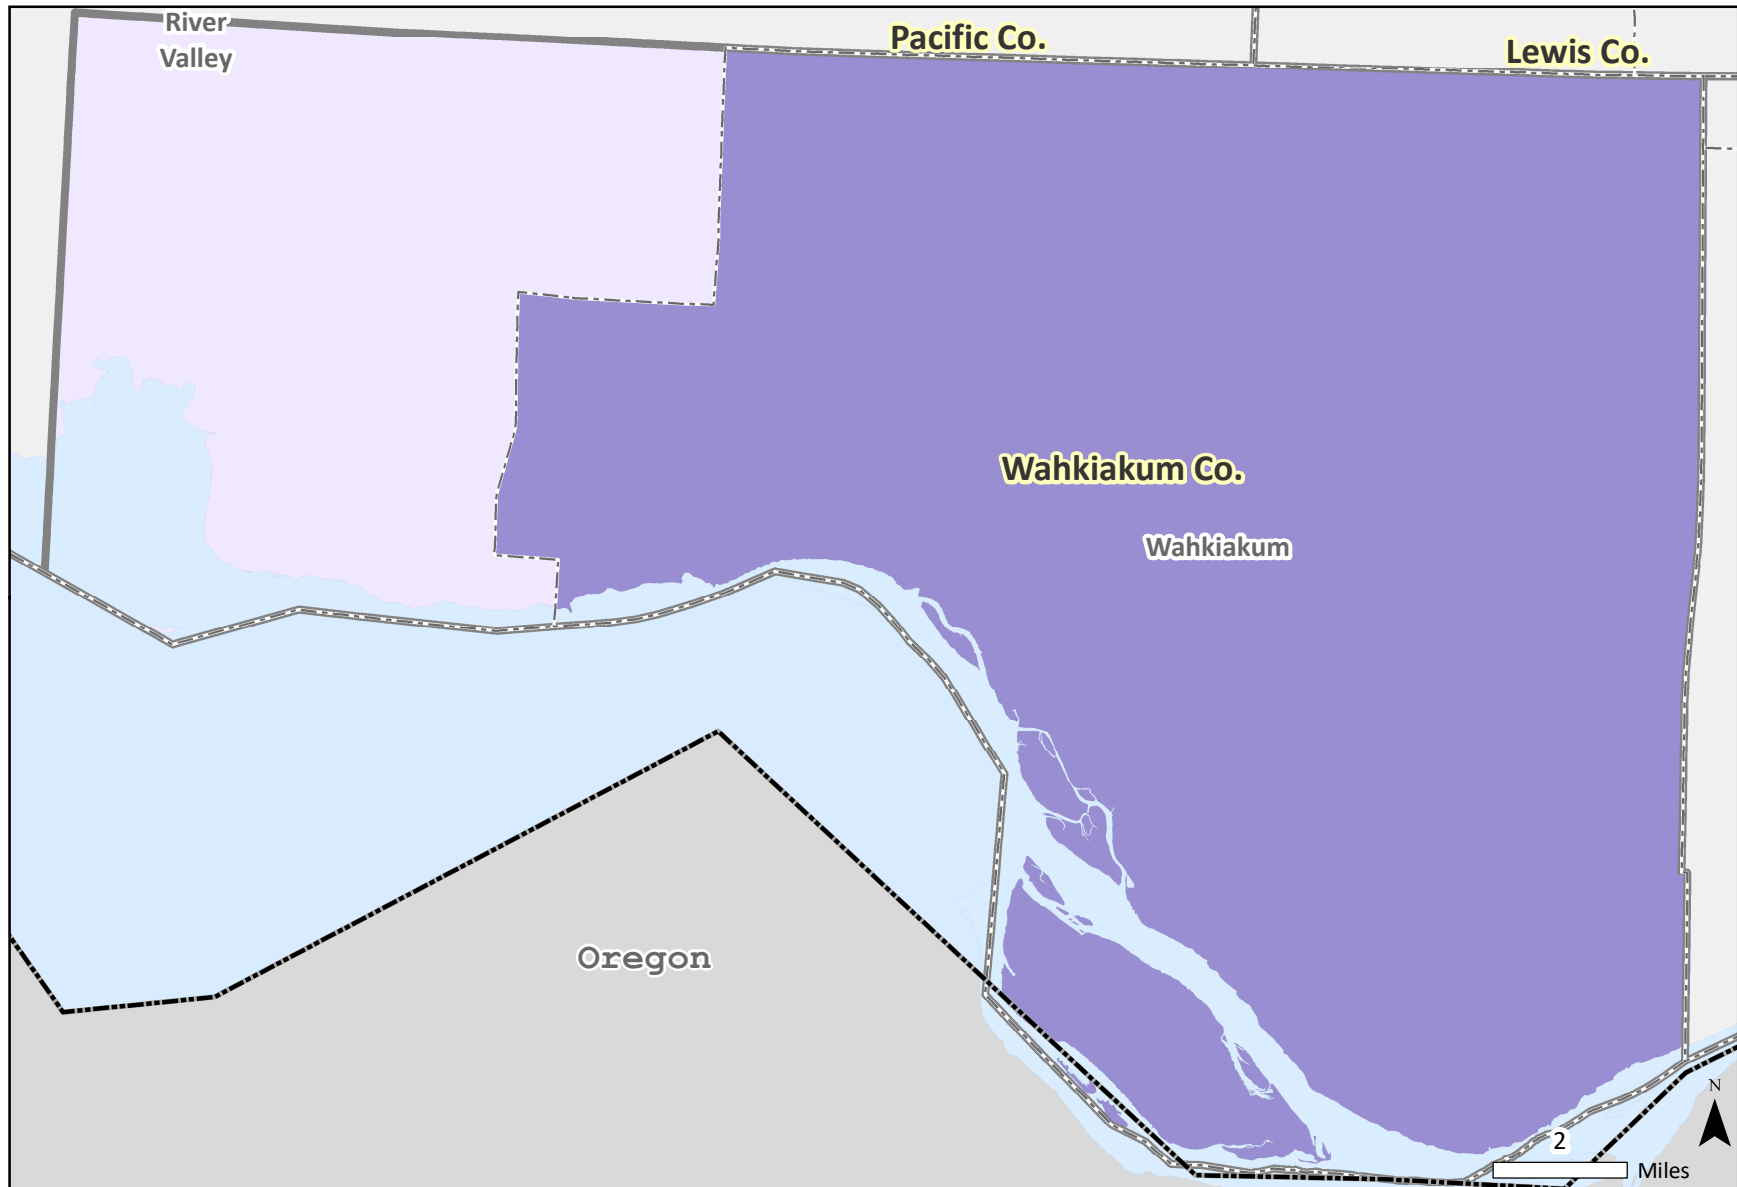 River
Valley
Pacific Co.
Lewis Co.
Wahkiakum Co.
Wahkiakum
Oregon
N
2
Miles